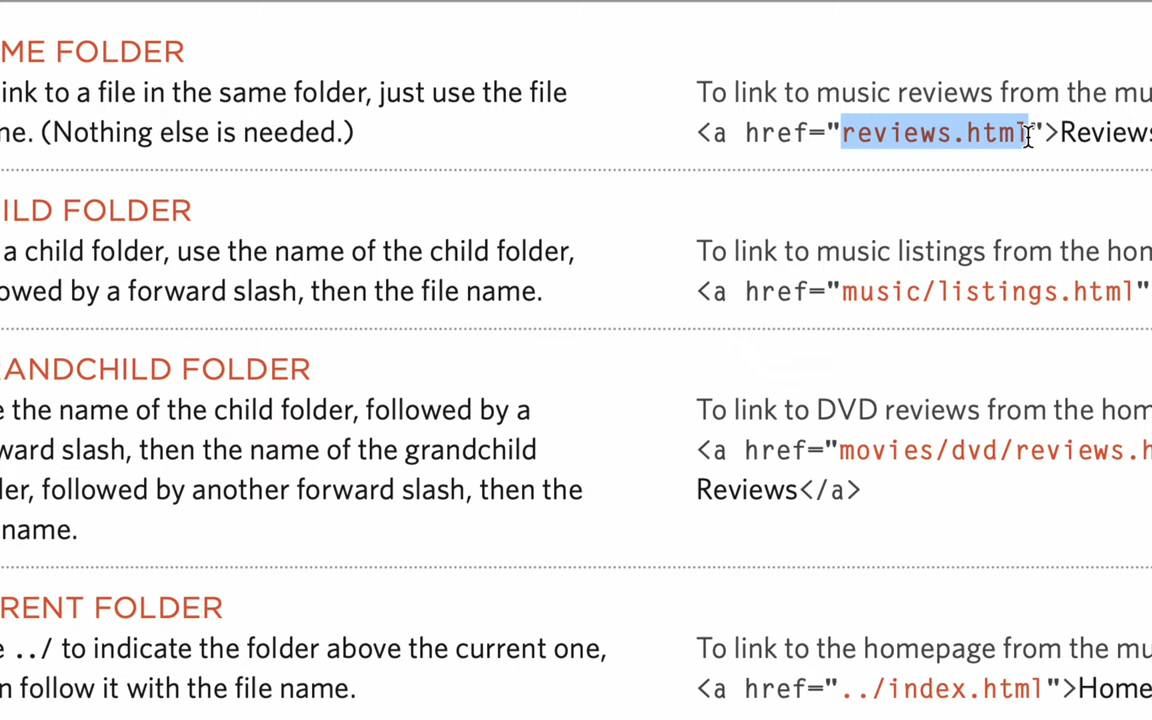 ME FOLDER
ink to a file in the same folder, just use the file
ne. (Nothing else is needed.)
To link to music reviews from the mu
<a href="reviews.html">Reviews
ILD FOLDER
a child folder, use the name of the child folder,
owed by a forward slash, then the file name.
To link to music listings from the hom
<a href="music/listings.html"
ANDCHILD FOLDER
e the name of the child folder, followed by a
ward slash, then the name of the grandchild
der, followed by another forward slash, then the
name.
To link to DVD reviews from the hom
<a href="movies/dvd/reviews.h
Reviews</a>
RENT FOLDER
e ../ to indicate the folder above the current one,
n follow it with the file name.
To link to the homepage from the mu
<a href="../index.html">Home